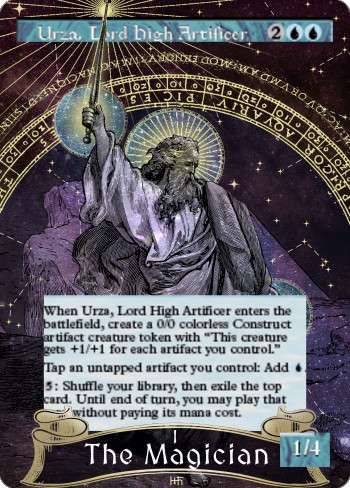 Urza, Lord High Artificer 2
When Urza, Lord High Artificer enters the
battlefield, create a 0/0 colorless Construct
artifact creature token with "This creature
gets +1/+1 for each artifact you control."
Tap an untapped artifact you control: Add
5: Shuffle your library, then exile the top
card. Until end of turn, you may play that
without paying its mana cost.
I
The Magician
1/4